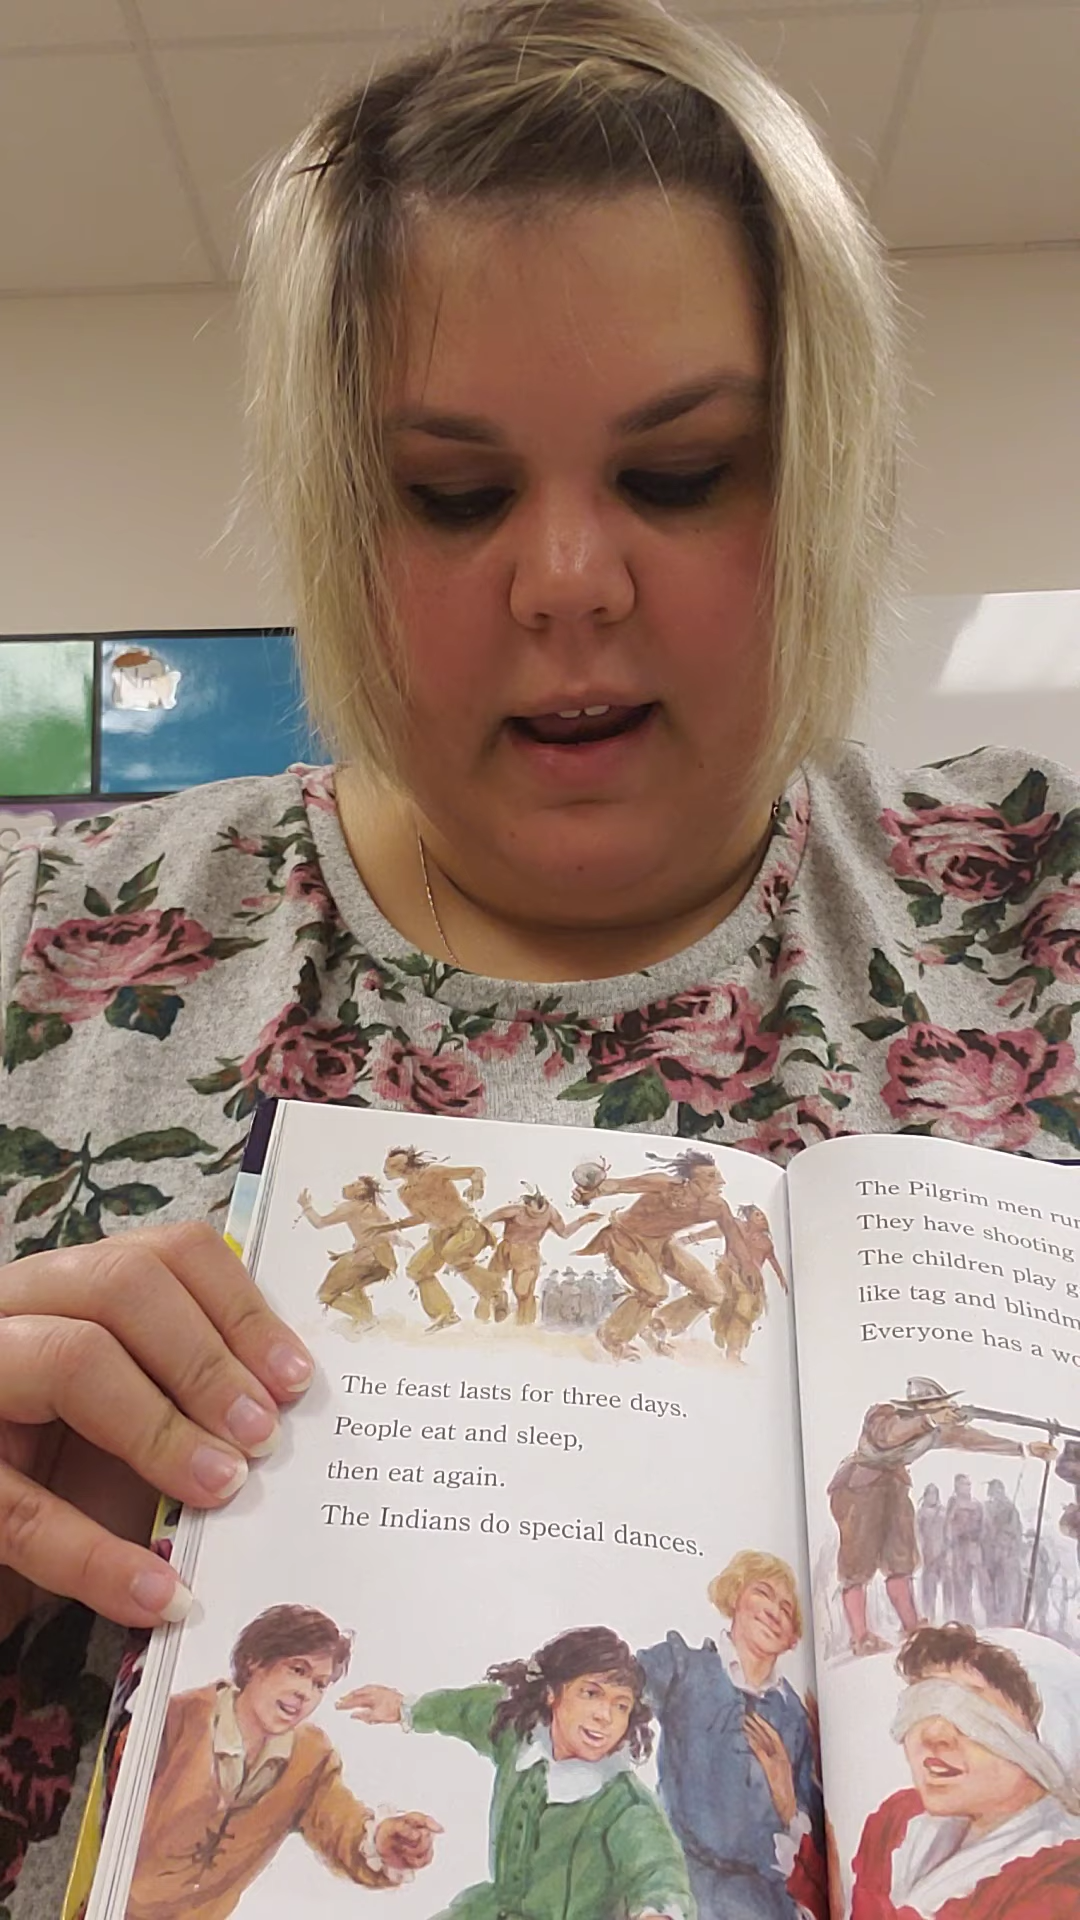 The feast lasts for three days.
People eat and sleep,
then eat again.
The Indians do special dances.
The Pilgrim men
They have shooting
The children play
like tag and
Everyone has a